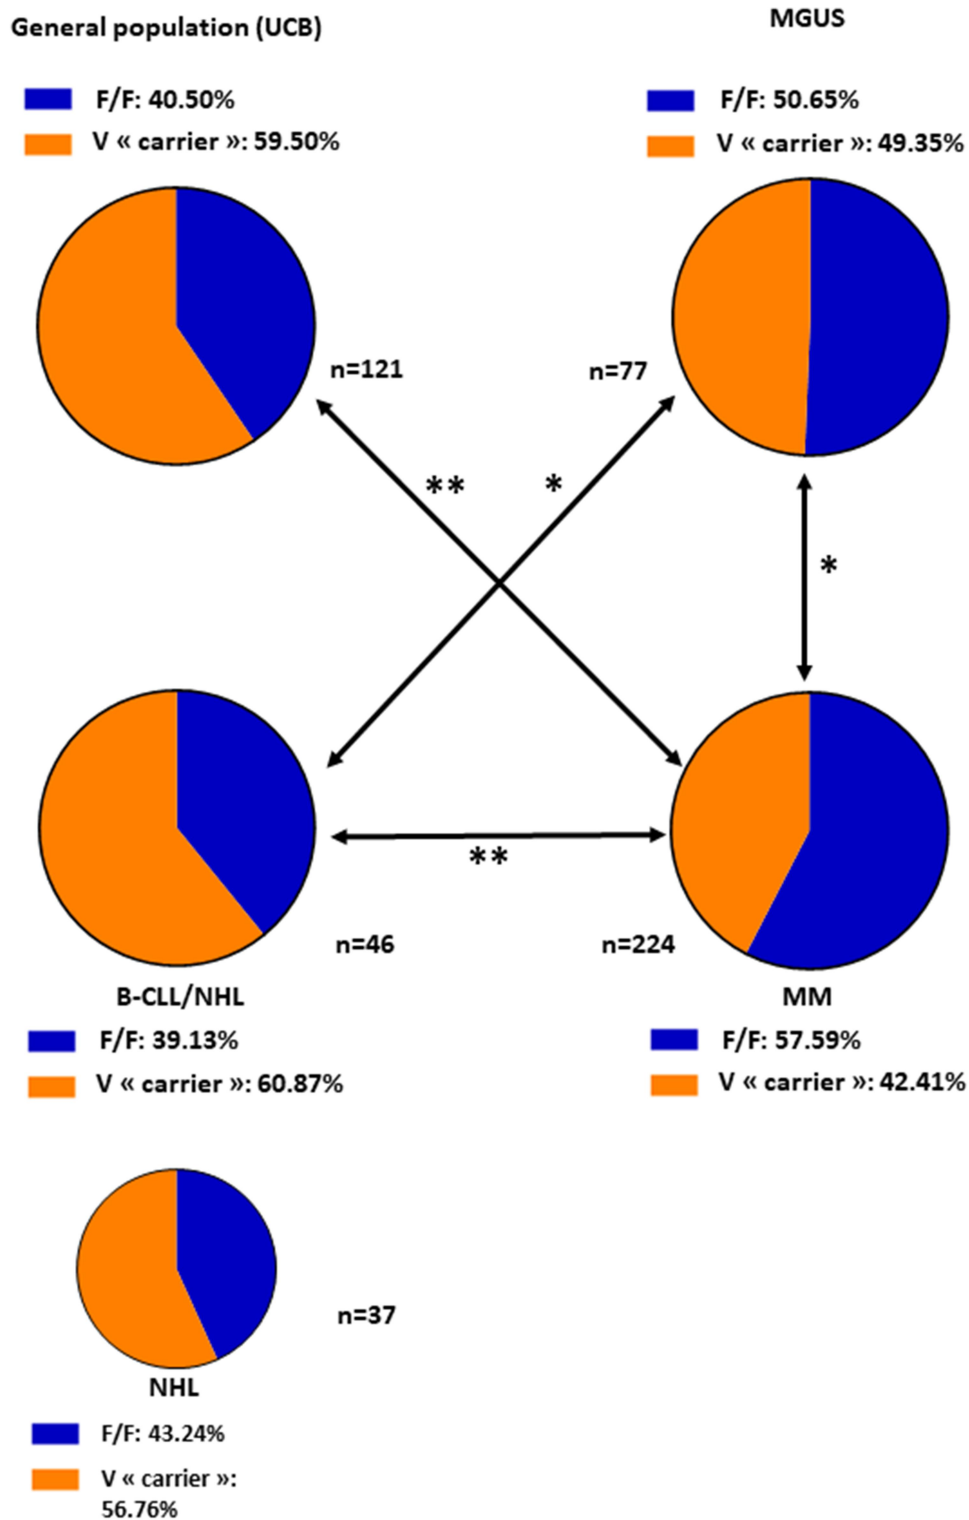 General population (UCB)
MGUS
F/F: 40.50%
V « carrier »: 59.50%
F/F: 50.65%
V « carrier »: 49.35%
n=121
n=77
**
*
*
**
n=46
n=224
B-CLL/NHL
MM
F/F: 39.13%
V « carrier »: 60.87%
F/F: 57.59%
V « carrier »: 42.41%
n=37
NHL
F/F: 43.24%
V « carrier »:
56.76%